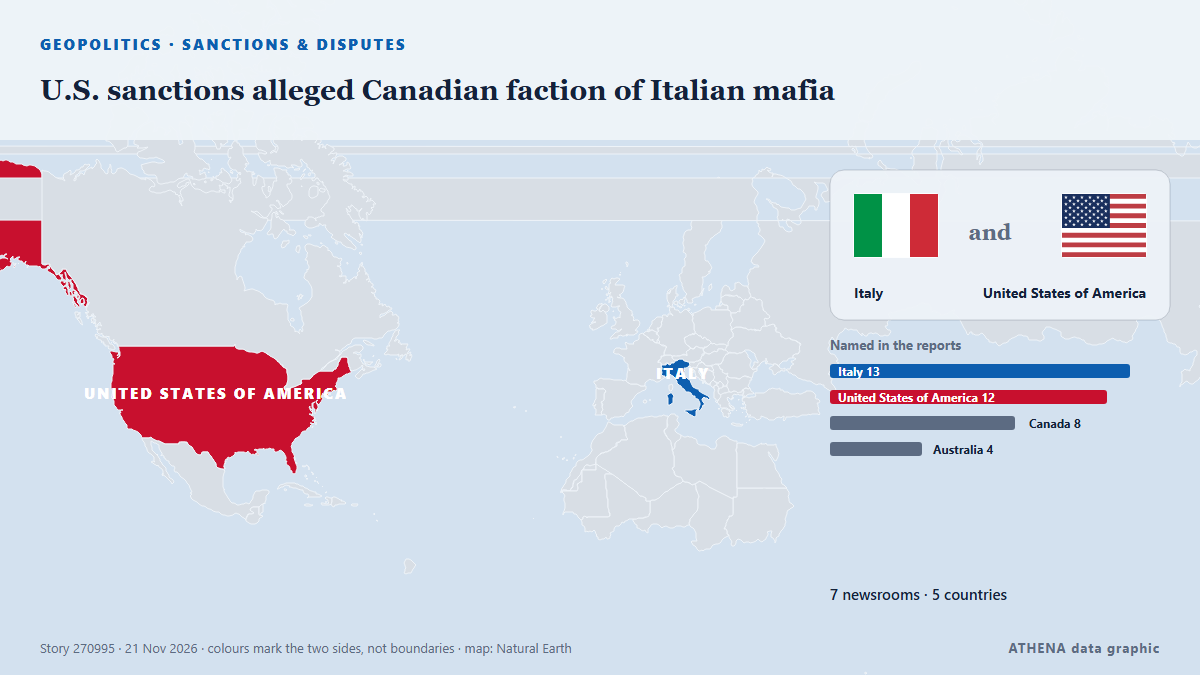 GEOPOLITICS · SANCTIONS & DISPUTES
U.S. sanctions alleged Canadian faction of Italian mafia
and
Italy
United States of America
Named in the reports
Italy 13
United States of America 12
Canada 8
Australia 4
UNITED STATES OF AMERICA
ITALY
7 newsrooms · 5 countries
Story 270995 · 21 Nov 2026 · colours mark the two sides, not boundaries · map: Natural Earth
ATHENA data graphic